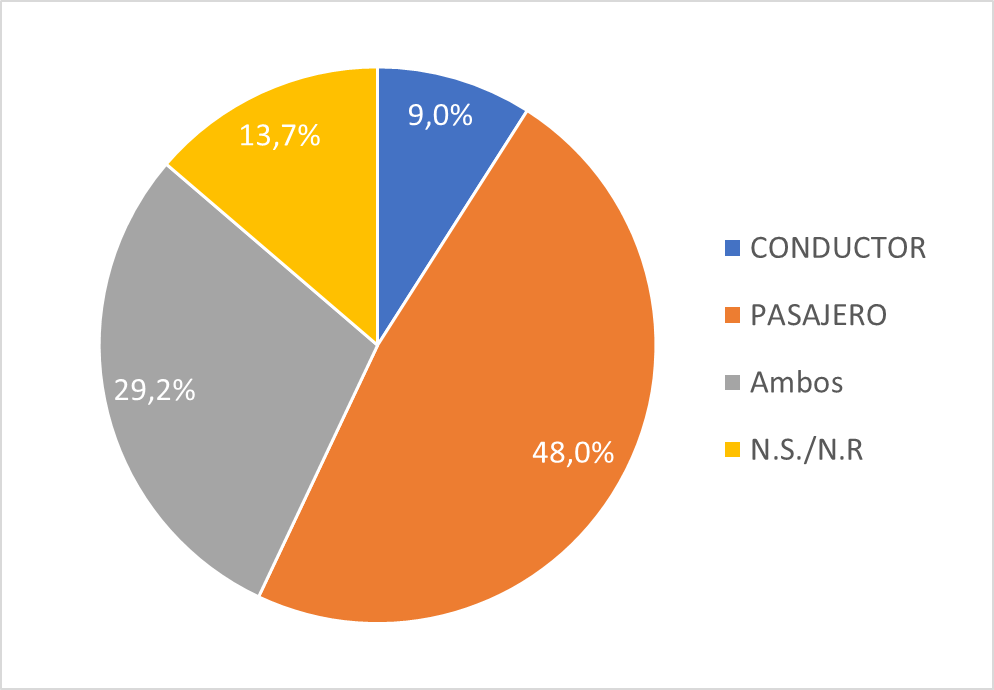 9,0%
13,7%
29,2%
48,0%
CONDUCTOR
PASAJERO
Ambos
N.S./N.R